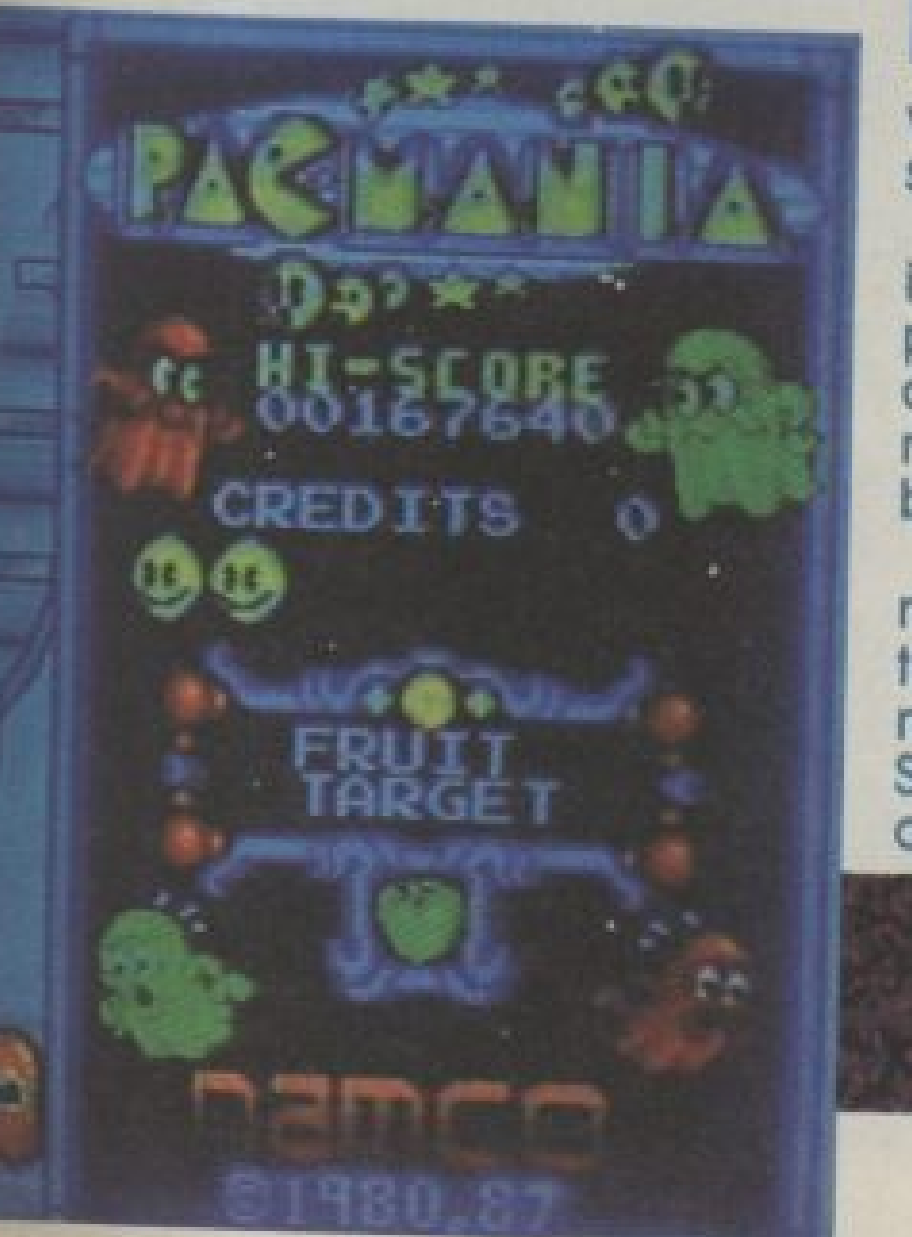 PACMANIA
HI-SCORE
00167640
CREDITS 0
FRUIT
TARGET
namco
©1980,87